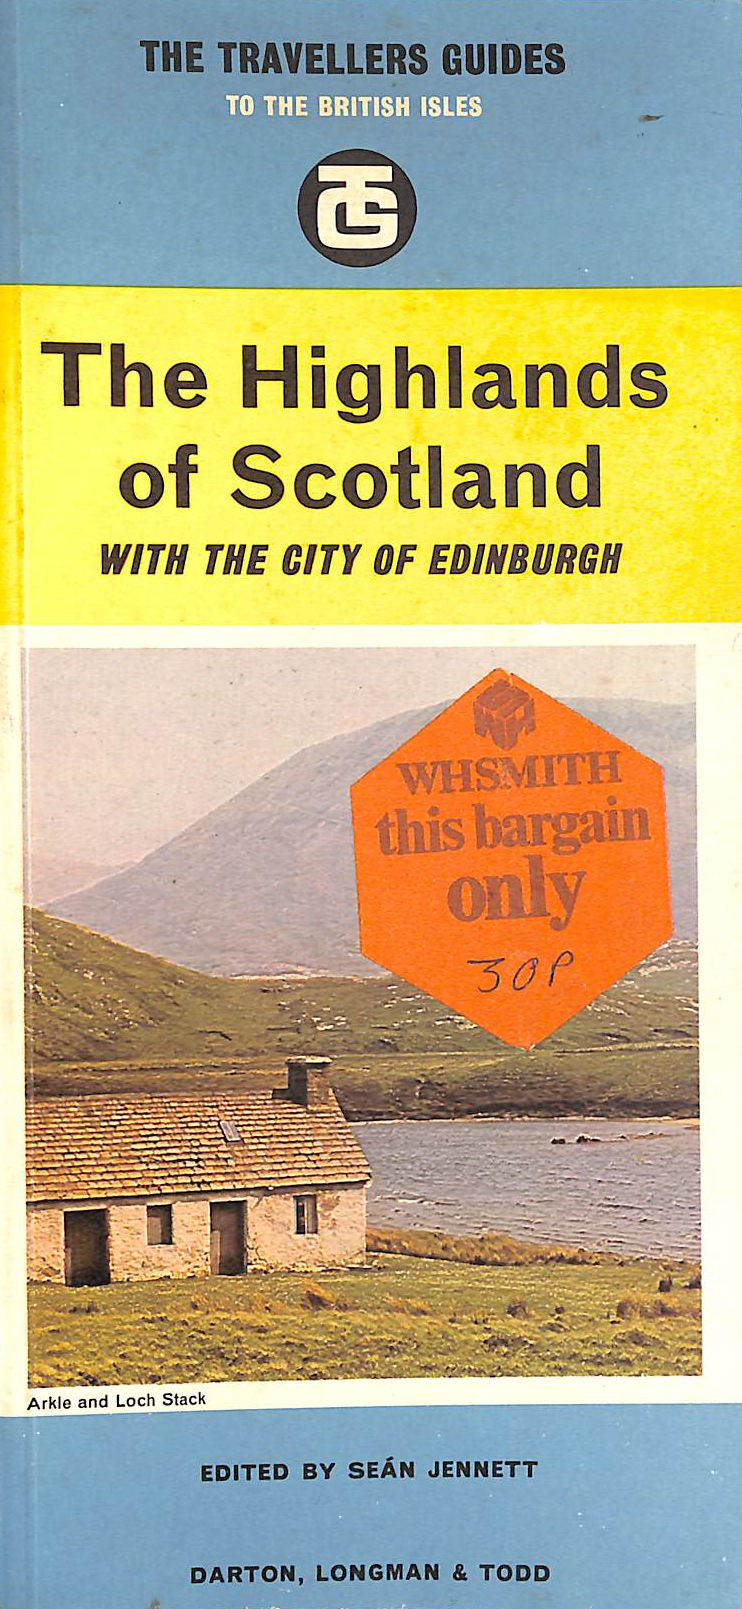 THE TRAVELLERS GUIDES
TO THE BRITISH ISLES
TG
The Highlands
of Scotland
WITH THE CITY OF EDINBURGH
WHSMITH
this bargain
only
30P
Arkle and Loch Stack
EDITED BY SEÁN JENNETT
DARTON, LONGMAN & TODD